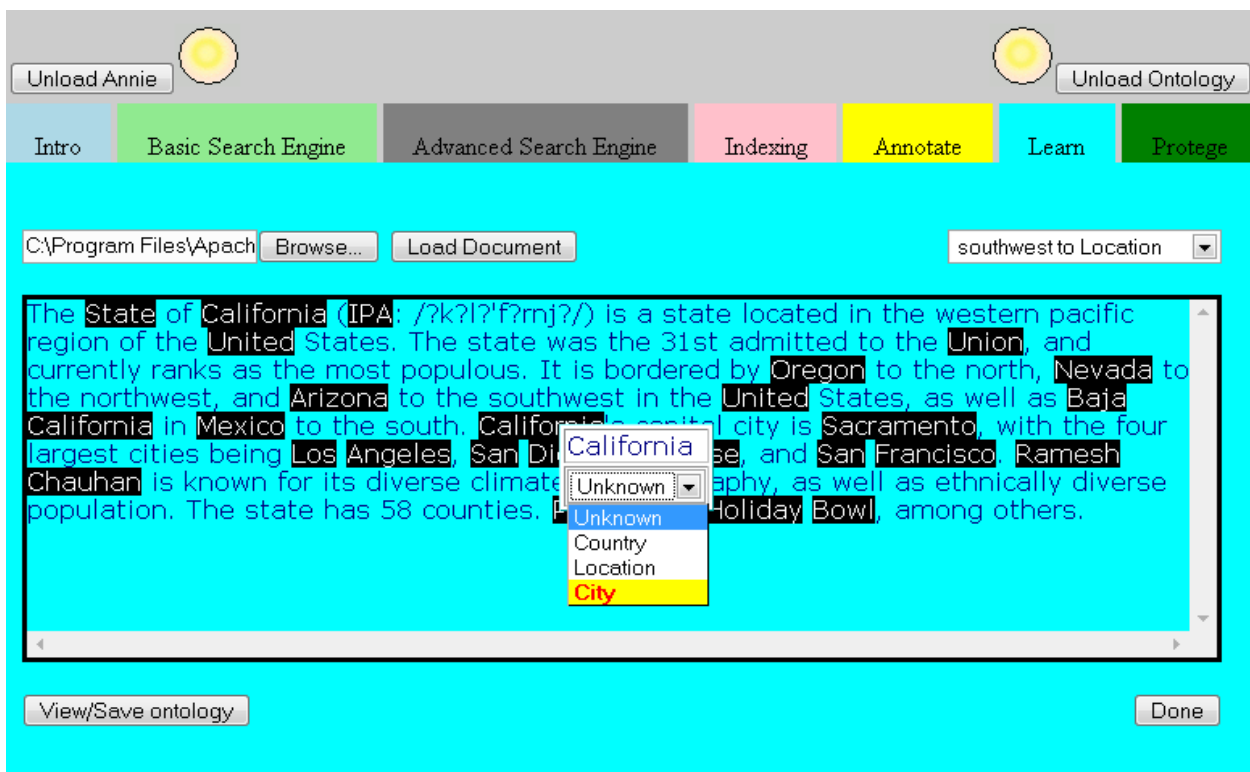 Unload Annie
Unload Ontology
Intro
Basic Search Engine
Advanced Search Engine
Indexing
Annotate
Learn
Protege
C:\Program Files\Apach
Browse...
Load Document
southwest to Location
The State of California (IPA: /?k?l?'f?rnj?/) is a state located in the western pacific
region of the United States. The state was the 31st admitted to the Union, and
currently ranks as the most populous. It is bordered by Oregon to the north, Nevada to
the northwest, and Arizona to the southwest in the United States, as well as Baja
California in Mexico to the south. California's capital city is Sacramento, with the four
largest cities being Los Angeles, San Di se, and San Francisco. Ramesh
Chauhan is known for its diverse climate aphy, as well as ethnically diverse
population. The state has 58 counties. Holiday Bowl, among others.
California
Unknown
Unknown
Country
Location
City
View/Save ontology
Done